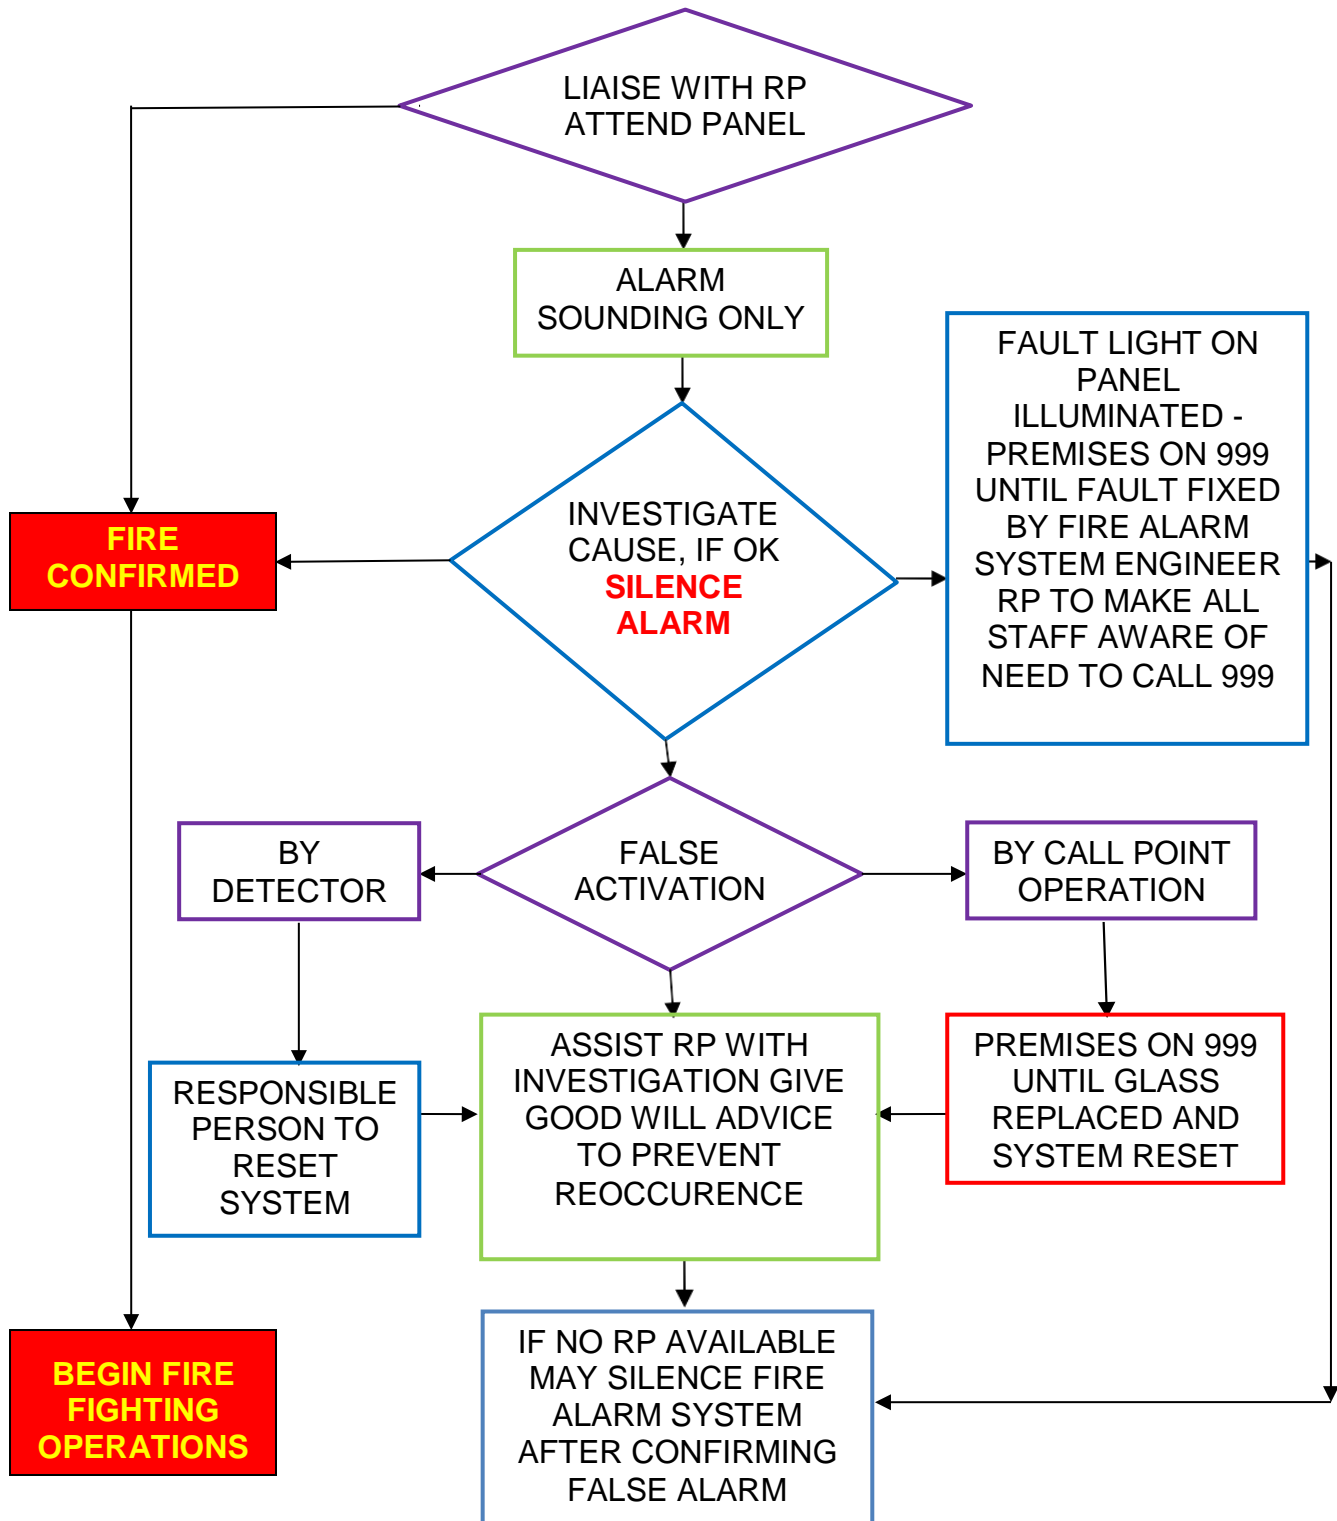 LIAISE WITH RP
ATTEND PANEL
ALARM
SOUNDING ONLY
FAULT LIGHT ON
PANEL
ILLUMINATED -
PREMISES ON 999
UNTIL FAULT FIXED
BY FIRE ALARM
SYSTEM ENGINEER
RP TO MAKE ALL
STAFF AWARE OF
NEED TO CALL 999
INVESTIGATE
CAUSE, IF OK
SILENCE
ALARM
FIRE
CONFIRMED
FALSE
ACTIVATION
BY
DETECTOR
BY CALL POINT
OPERATION
RESPONSIBLE
PERSON TO
RESET
SYSTEM
ASSIST RP WITH
INVESTIGATION GIVE
GOOD WILL ADVICE
TO PREVENT
REOCCURENCE
PREMISES ON 999
UNTIL GLASS
REPLACED AND
SYSTEM RESET
BEGIN FIRE
FIGHTING
OPERATIONS
IF NO RP AVAILABLE
MAY SILENCE FIRE
ALARM SYSTEM
AFTER CONFIRMING
FALSE ALARM